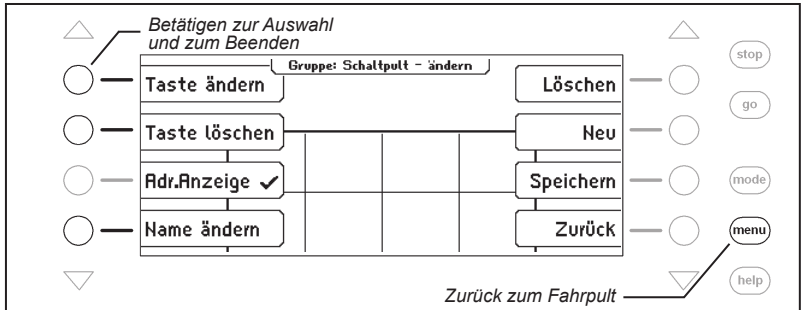 Betätigen zur Auswahl
und zum Beenden
stop
Gruppe: Schaltpult - ändern
Taste ändern
Löschen
go
Taste löschen
Neu
Adr.Anzeige ✓
Speichern
mode
Name ändern
Zurück
menu
help
Zurück zum Fahrpult